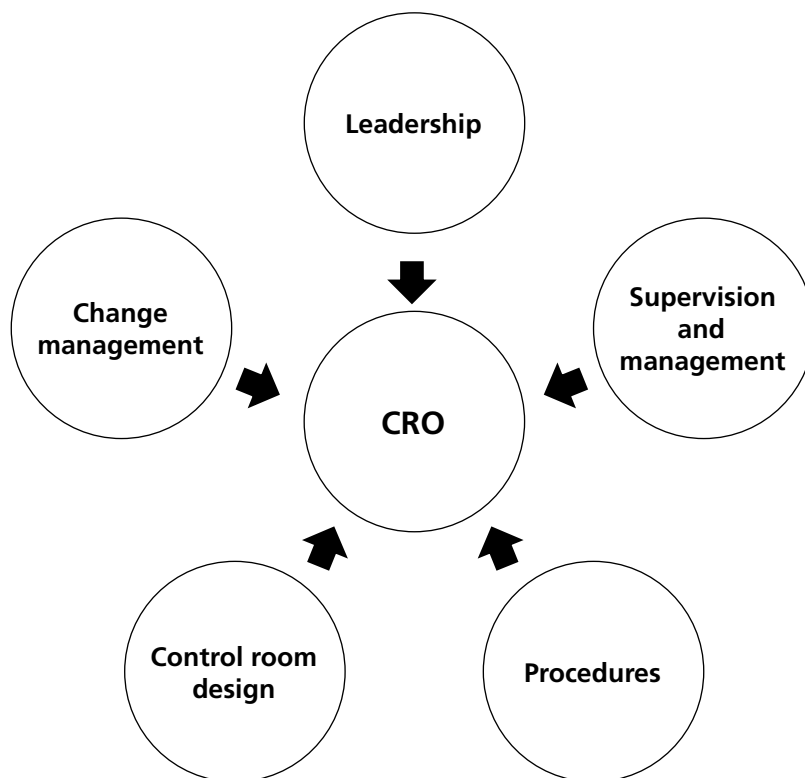 Leadership
Change
management
Supervision
and
management
CRO
Control room
design
Procedures